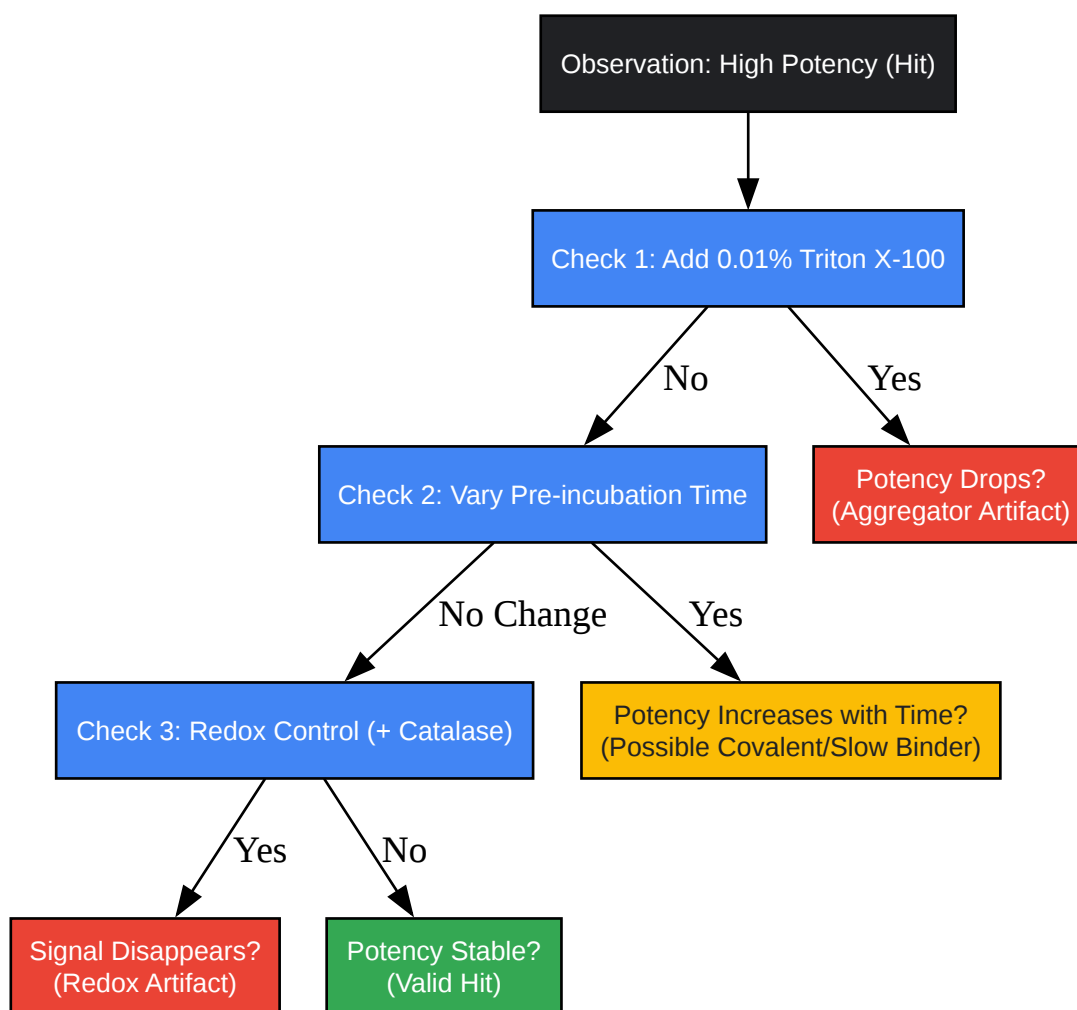 Observation: High Potency (Hit)
Check 1: Add 0.01% Triton X-100
No
Yes
Check 2: Vary Pre-incubation Time
Potency Drops?
(Aggregator Artifact)
No Change
Yes
Check 3: Redox Control (+ Catalase)
Potency Increases with Time?
(Possible Covalent/Slow Binder)
Yes
No
Signal Disappears?
(Redox Artifact)
Potency Stable?
(Valid Hit)